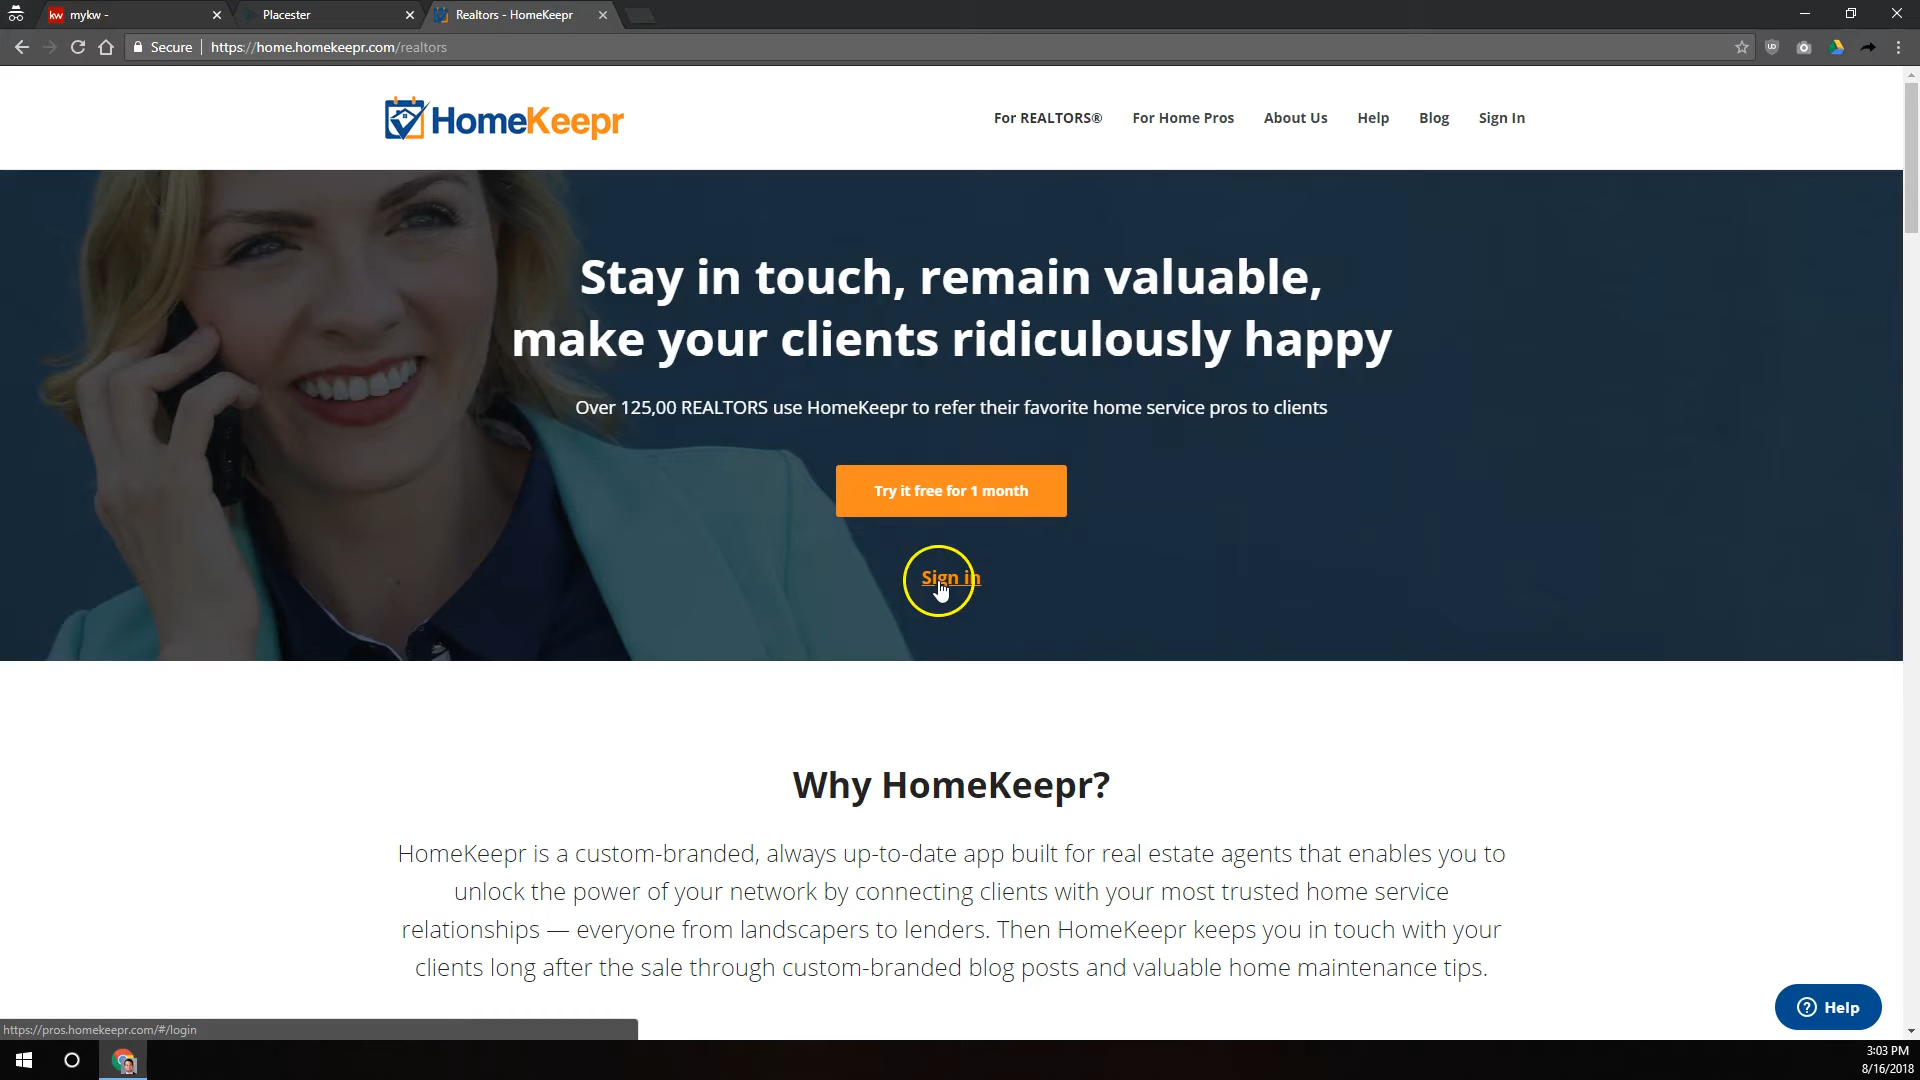 mykw -
Placester
Realtors - HomeKeepr
Secure
https://home.homekeepr.com/realtors
HomeKeepr
For REALTORS®
For Home Pros
About Us
Help
Blog
Sign In
Stay in touch, remain valuable,
make your clients ridiculously happy
Over 125,00 REALTORS use HomeKeepr to refer their favorite home service pros to clients
Try it free for 1 month
Sign in
Why HomeKeepr?
HomeKeepr is a custom-branded, always up-to-date app built for real estate agents that enables you to
unlock the power of your network by connecting clients with your most trusted home service
relationships — everyone from landscapers to lenders. Then HomeKeepr keeps you in touch with your
clients long after the sale through custom-branded blog posts and valuable home maintenance tips.
Help
https://pros.homekeepr.com/#/login
3:03 PM
8/16/2018